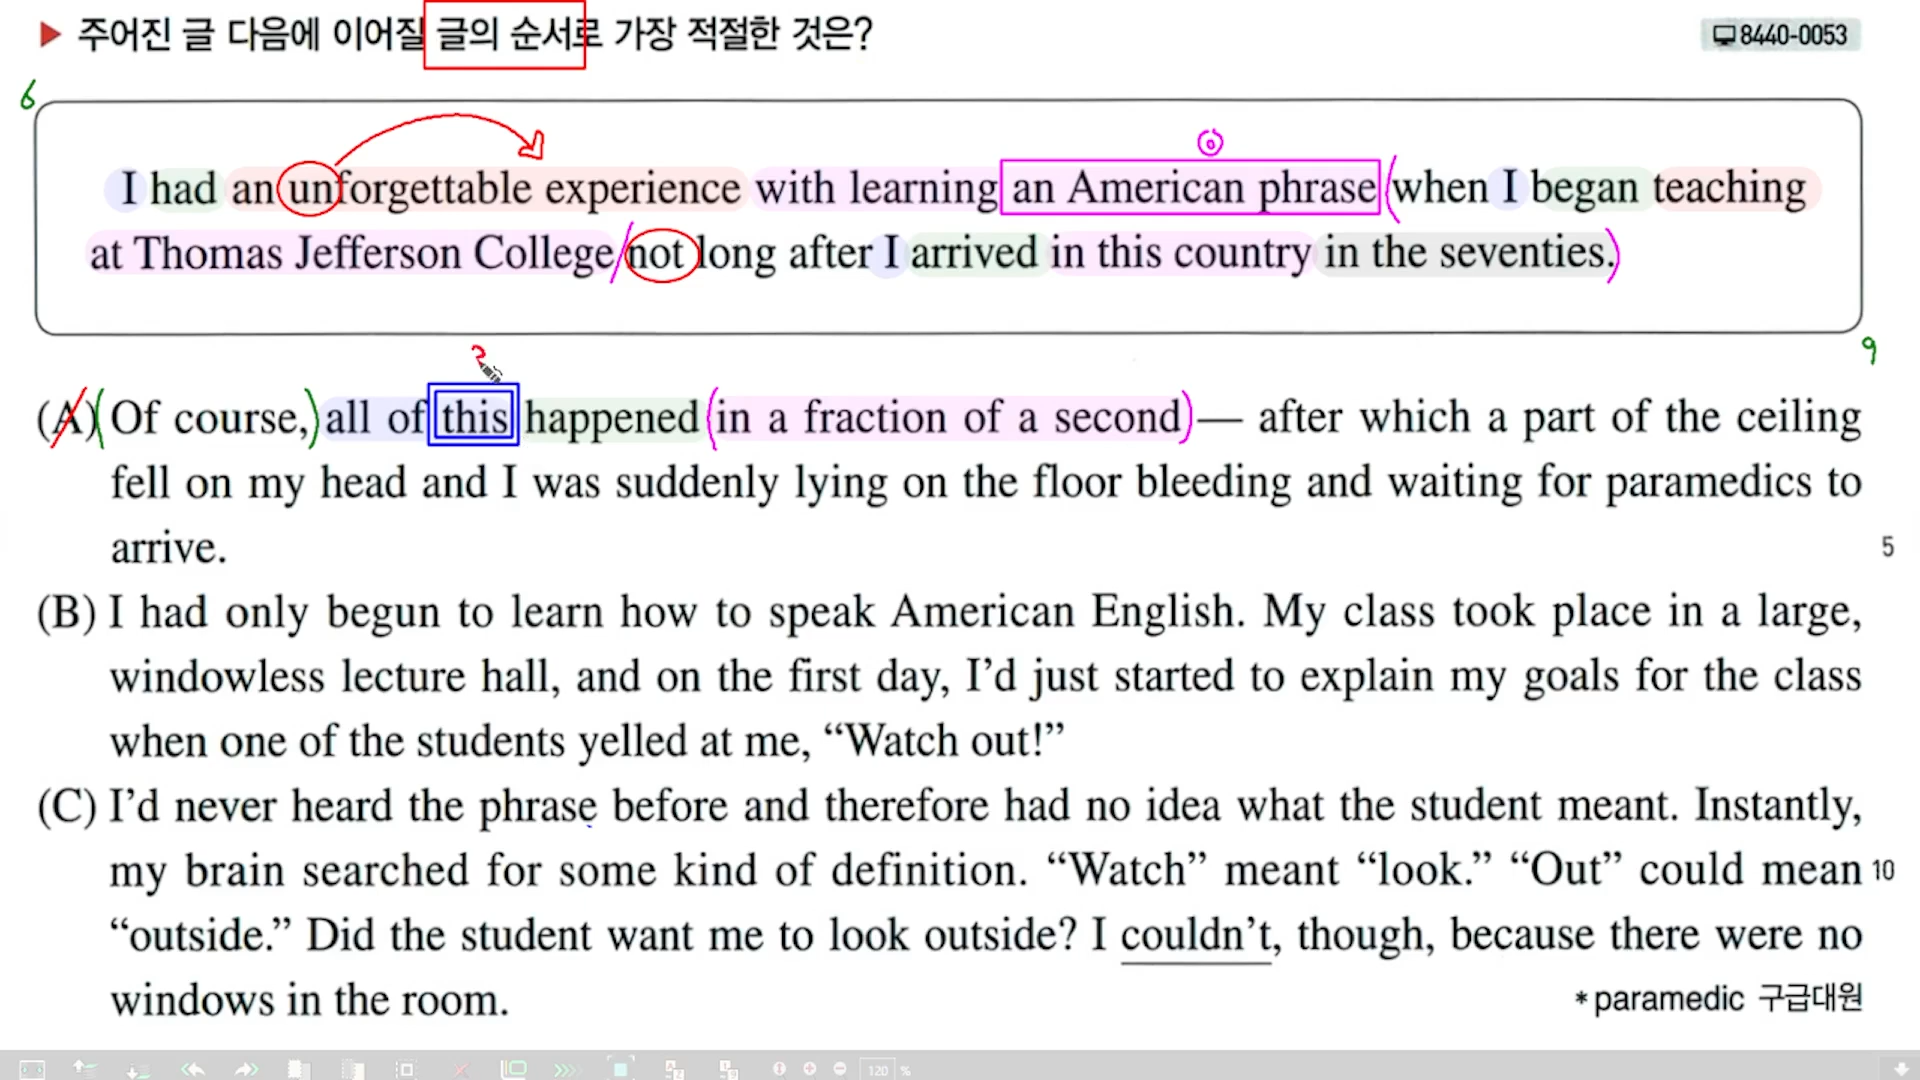 ▶ 주어진 글 다음에 이어질 글의 순서로 가장 적절한 것은?
8440-0053
6
I had an unforgettable experience with learning an American phrase (when I began teaching
at Thomas Jefferson College/not long after I arrived in this country in the seventies.)
9
(A) (Of course,) all of this happened (in a fraction of a second) — after which a part of the ceiling
fell on my head and I was suddenly lying on the floor bleeding and waiting for paramedics to
arrive.
5
(B) I had only begun to learn how to speak American English. My class took place in a large,
windowless lecture hall, and on the first day, I’d just started to explain my goals for the class
when one of the students yelled at me, “Watch out!”
(C) I’d never heard the phrase before and therefore had no idea what the student meant. Instantly,
my brain searched for some kind of definition. “Watch” meant “look.” “Out” could mean
10
“outside.” Did the student want me to look outside? I couldn’t, though, because there were no
windows in the room.
* paramedic 구급대원
120 %